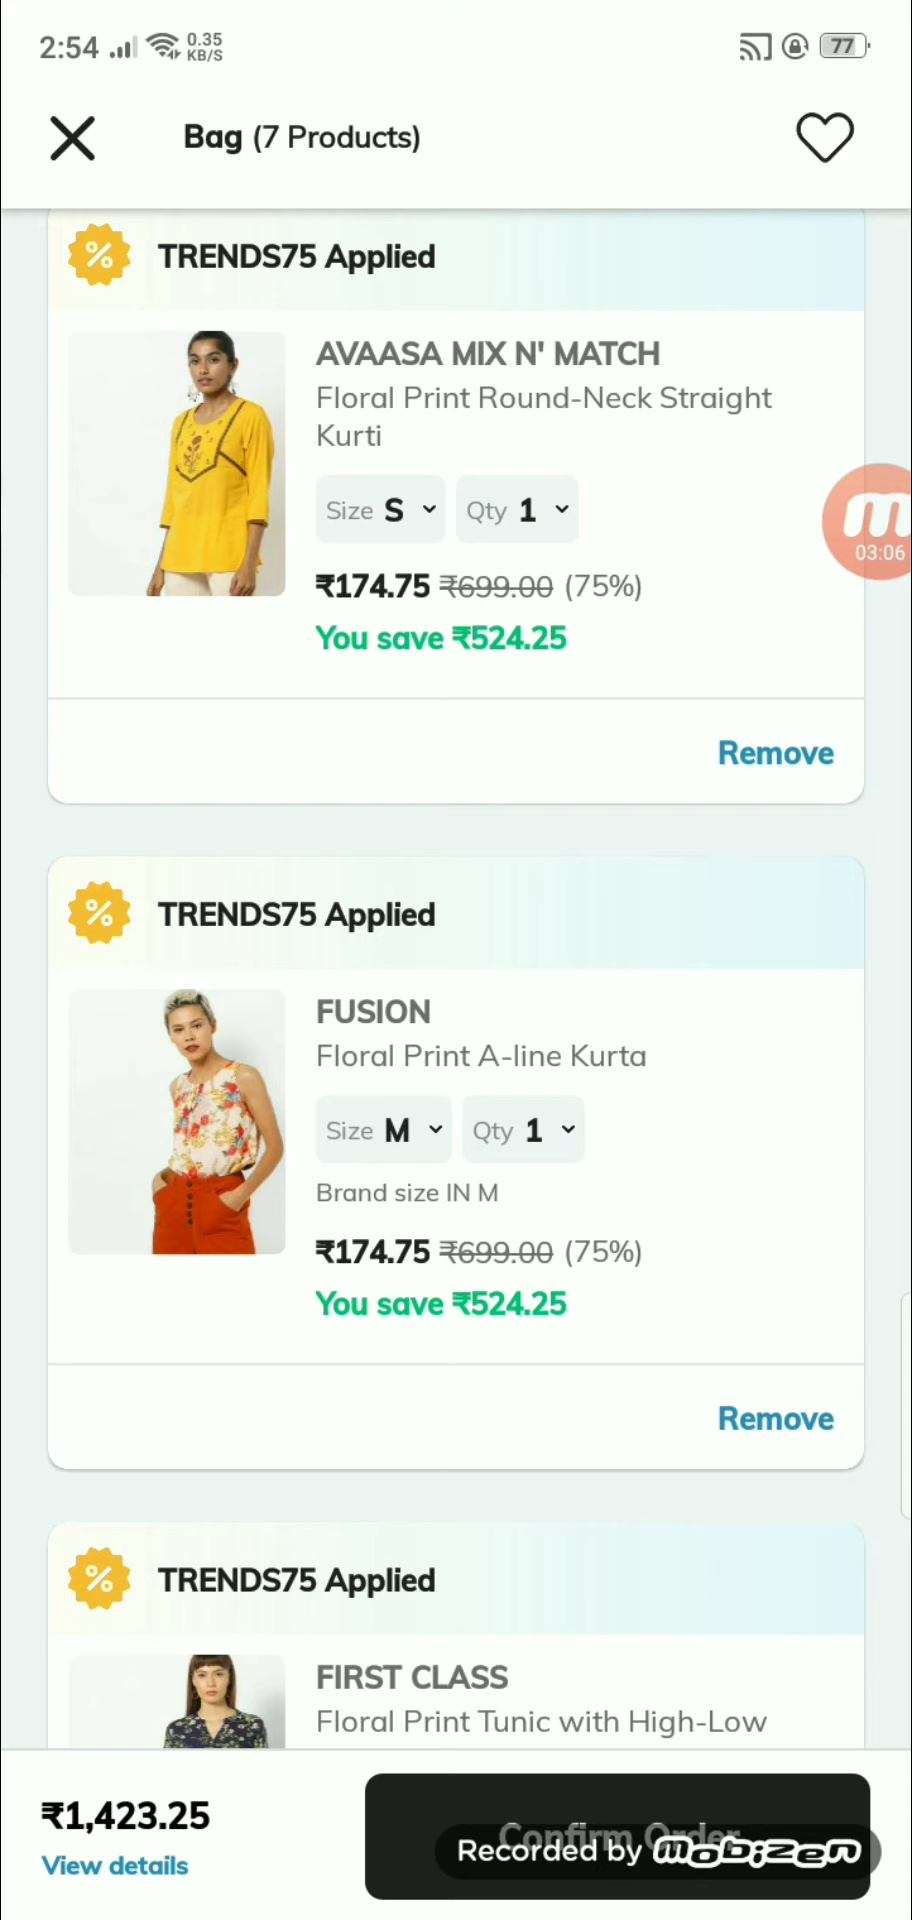 2:54 0.35 KB/S 77
Bag (7 Products)
% TRENDS75 Applied
AVAASA MIX N' MATCH
Floral Print Round-Neck Straight
Kurti
Size S Qty 1
₹174.75 ₹699.00 (75%)
You save ₹524.25
m
03:06
Remove
% TRENDS75 Applied
FUSION
Floral Print A-line Kurta
Size M Qty 1
Brand size IN M
₹174.75 ₹699.00 (75%)
You save ₹524.25
Remove
% TRENDS75 Applied
FIRST CLASS
Floral Print Tunic with High-Low
₹1,423.25
View details
Confirm Order
Recorded by mobizen